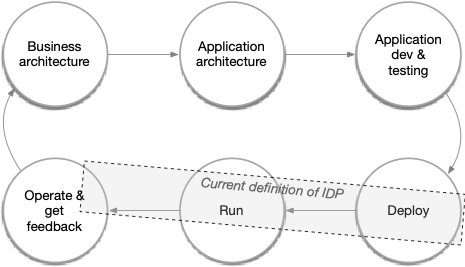 Business
architecture
Application
architecture
Application
dev &
testing
Current definition of IDP
Operate &
get
feedback
Run
Deploy